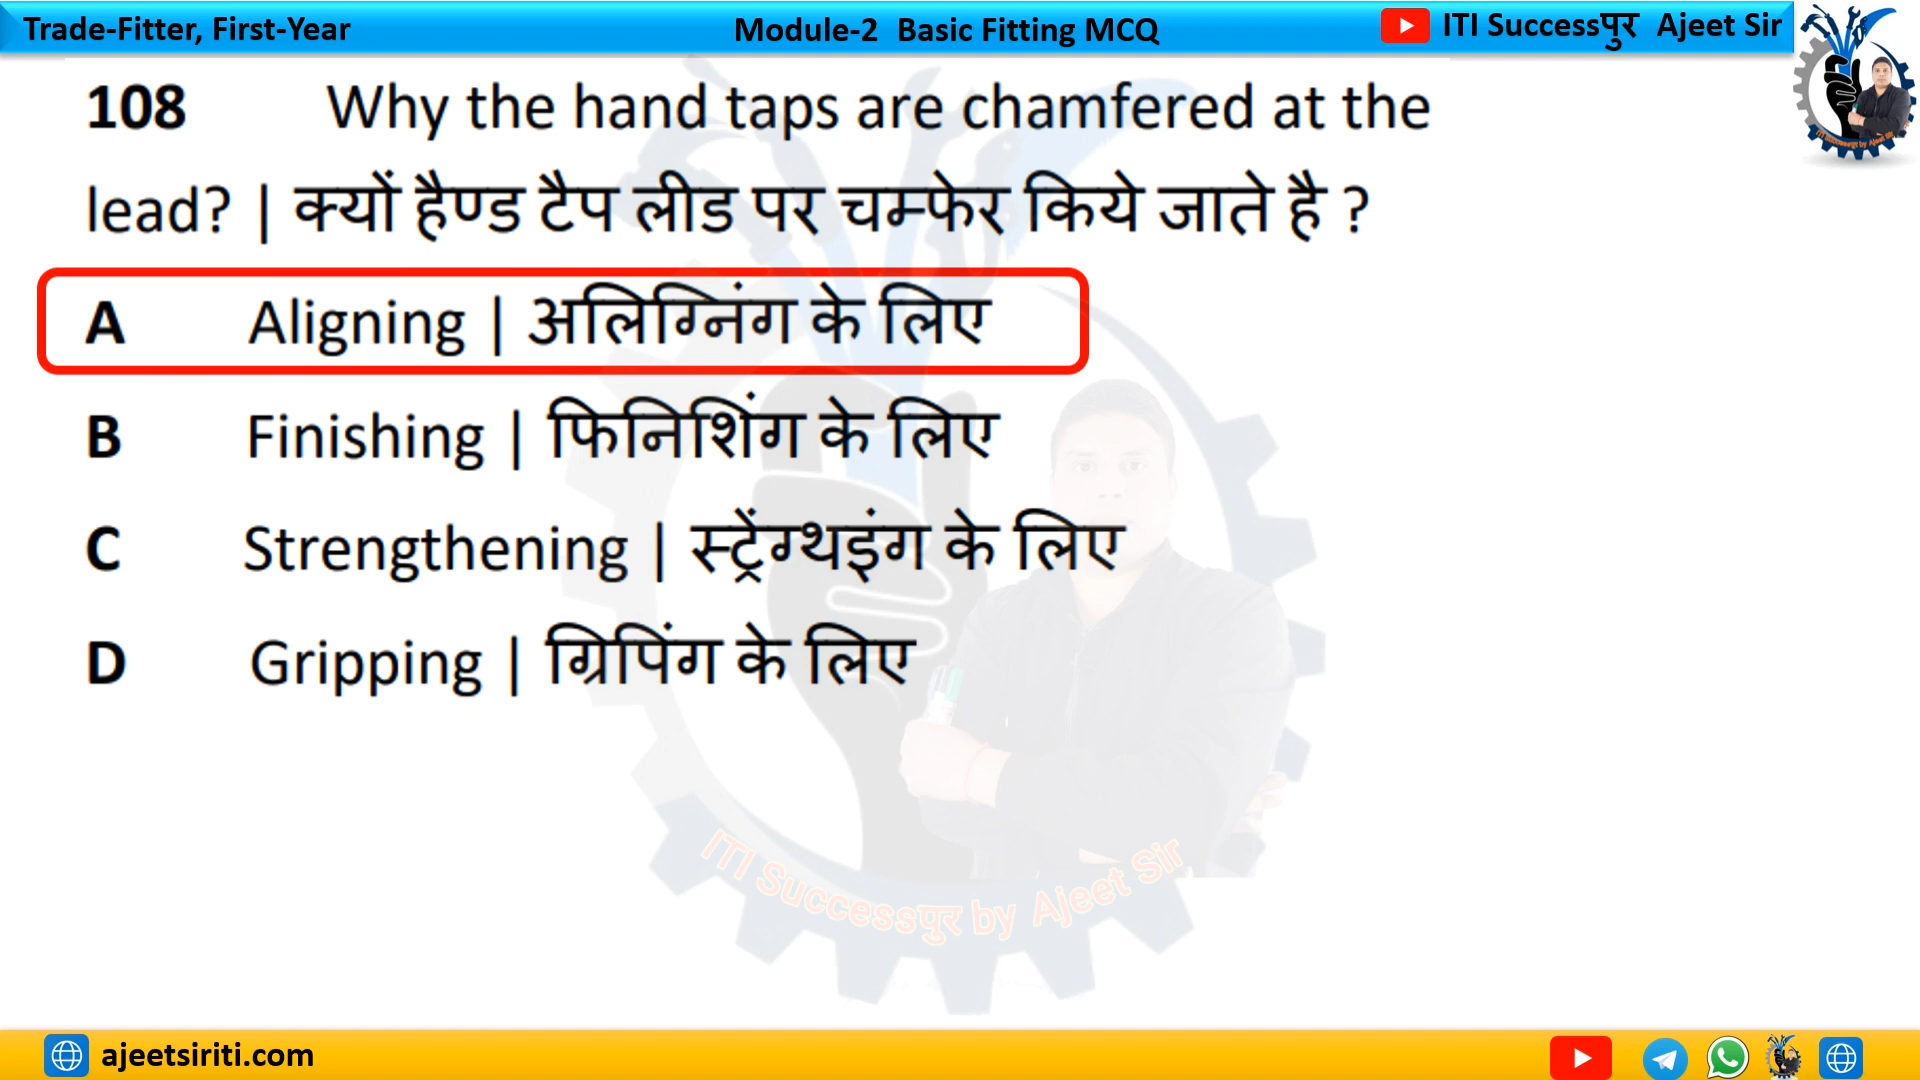 Trade-Fitter, First-Year
Module-2 Basic Fitting MCQ
ITI Successपुर Ajeet Sir
108 Why the hand taps are chamfered at the
lead? | क्यों हैण्ड टैप लीड पर चम्फेर किये जाते है ?
A Aligning | अलिग्निंग के लिए
B Finishing | फिनिशिंग के लिए
C Strengthening | स्ट्रेंग्थइंग के लिए
D Gripping | ग्रिपिंग के लिए
ITI Successपुर by Ajeet Sir
ajeetsiriti.com